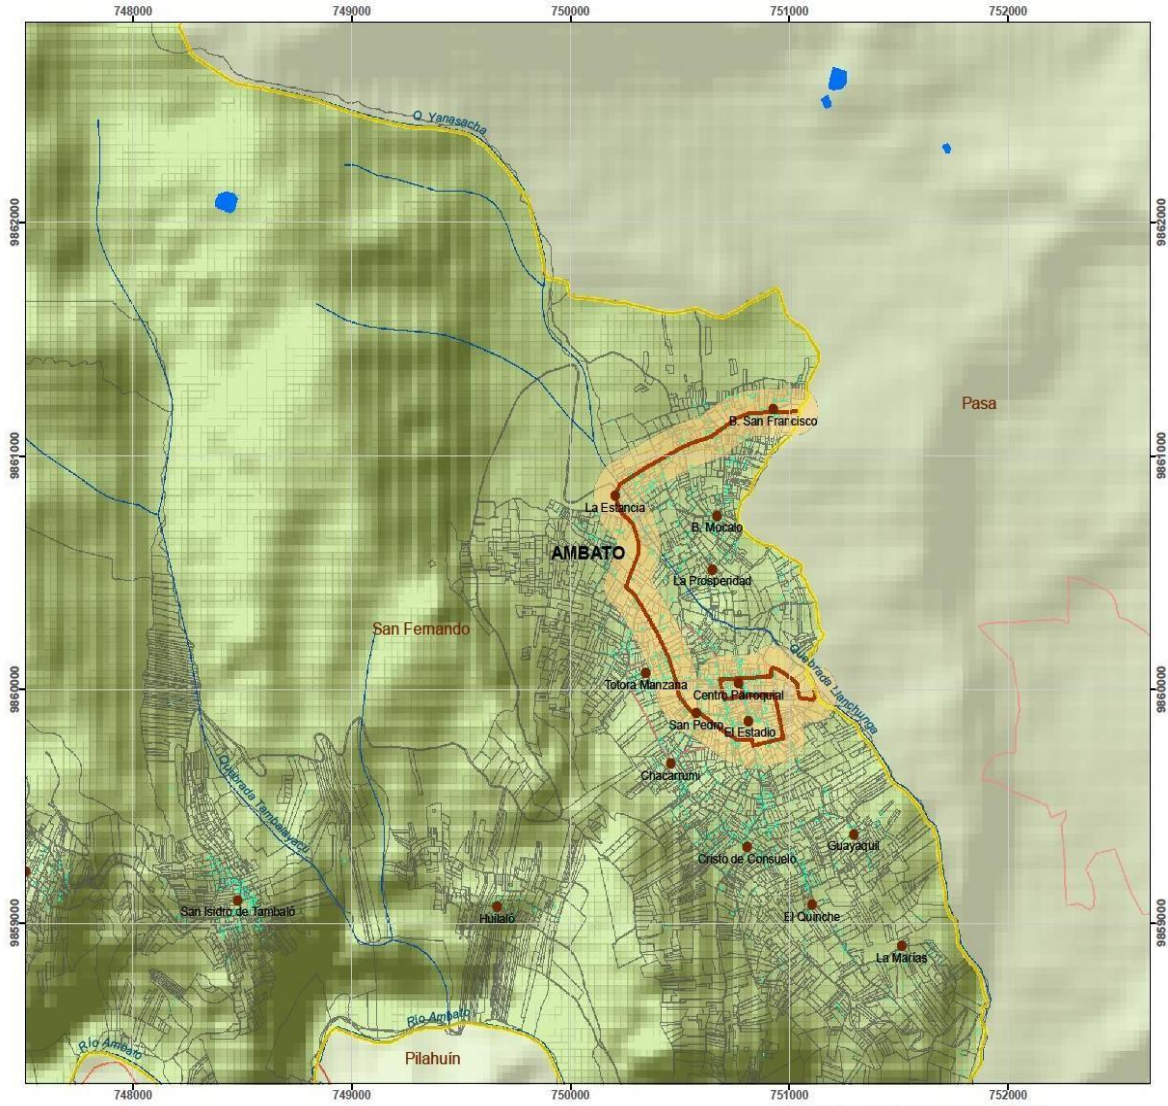 748000 749000 750000 751000 752000
Q. Yanasacha
9862000 9862000
Pasa
B. San Francisco
9861000 9861000
La Estancia
B. Mocalo
AMBATO
La Prosperidad
San Fernando
Quebrada Llanchunga
Totora Manzana
Centro Parroquial
9860000 9860000
San Pedro
El Estadio
Chacarrumi
Quebrada Tambalayacu
Guayaquil
Cristo de Consuelo
San Isidro de Tambaló
Huilaló
El Quinche
9859000 9859000
La Marías
Río Ambato
Río Ambato
Pilahuín
748000 749000 750000 751000 752000